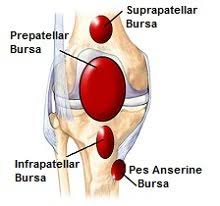 Suprapatellar
Bursa
Prepatellar
Bursa
Infrapatellar
Bursa
Pes Anserine
Bursa